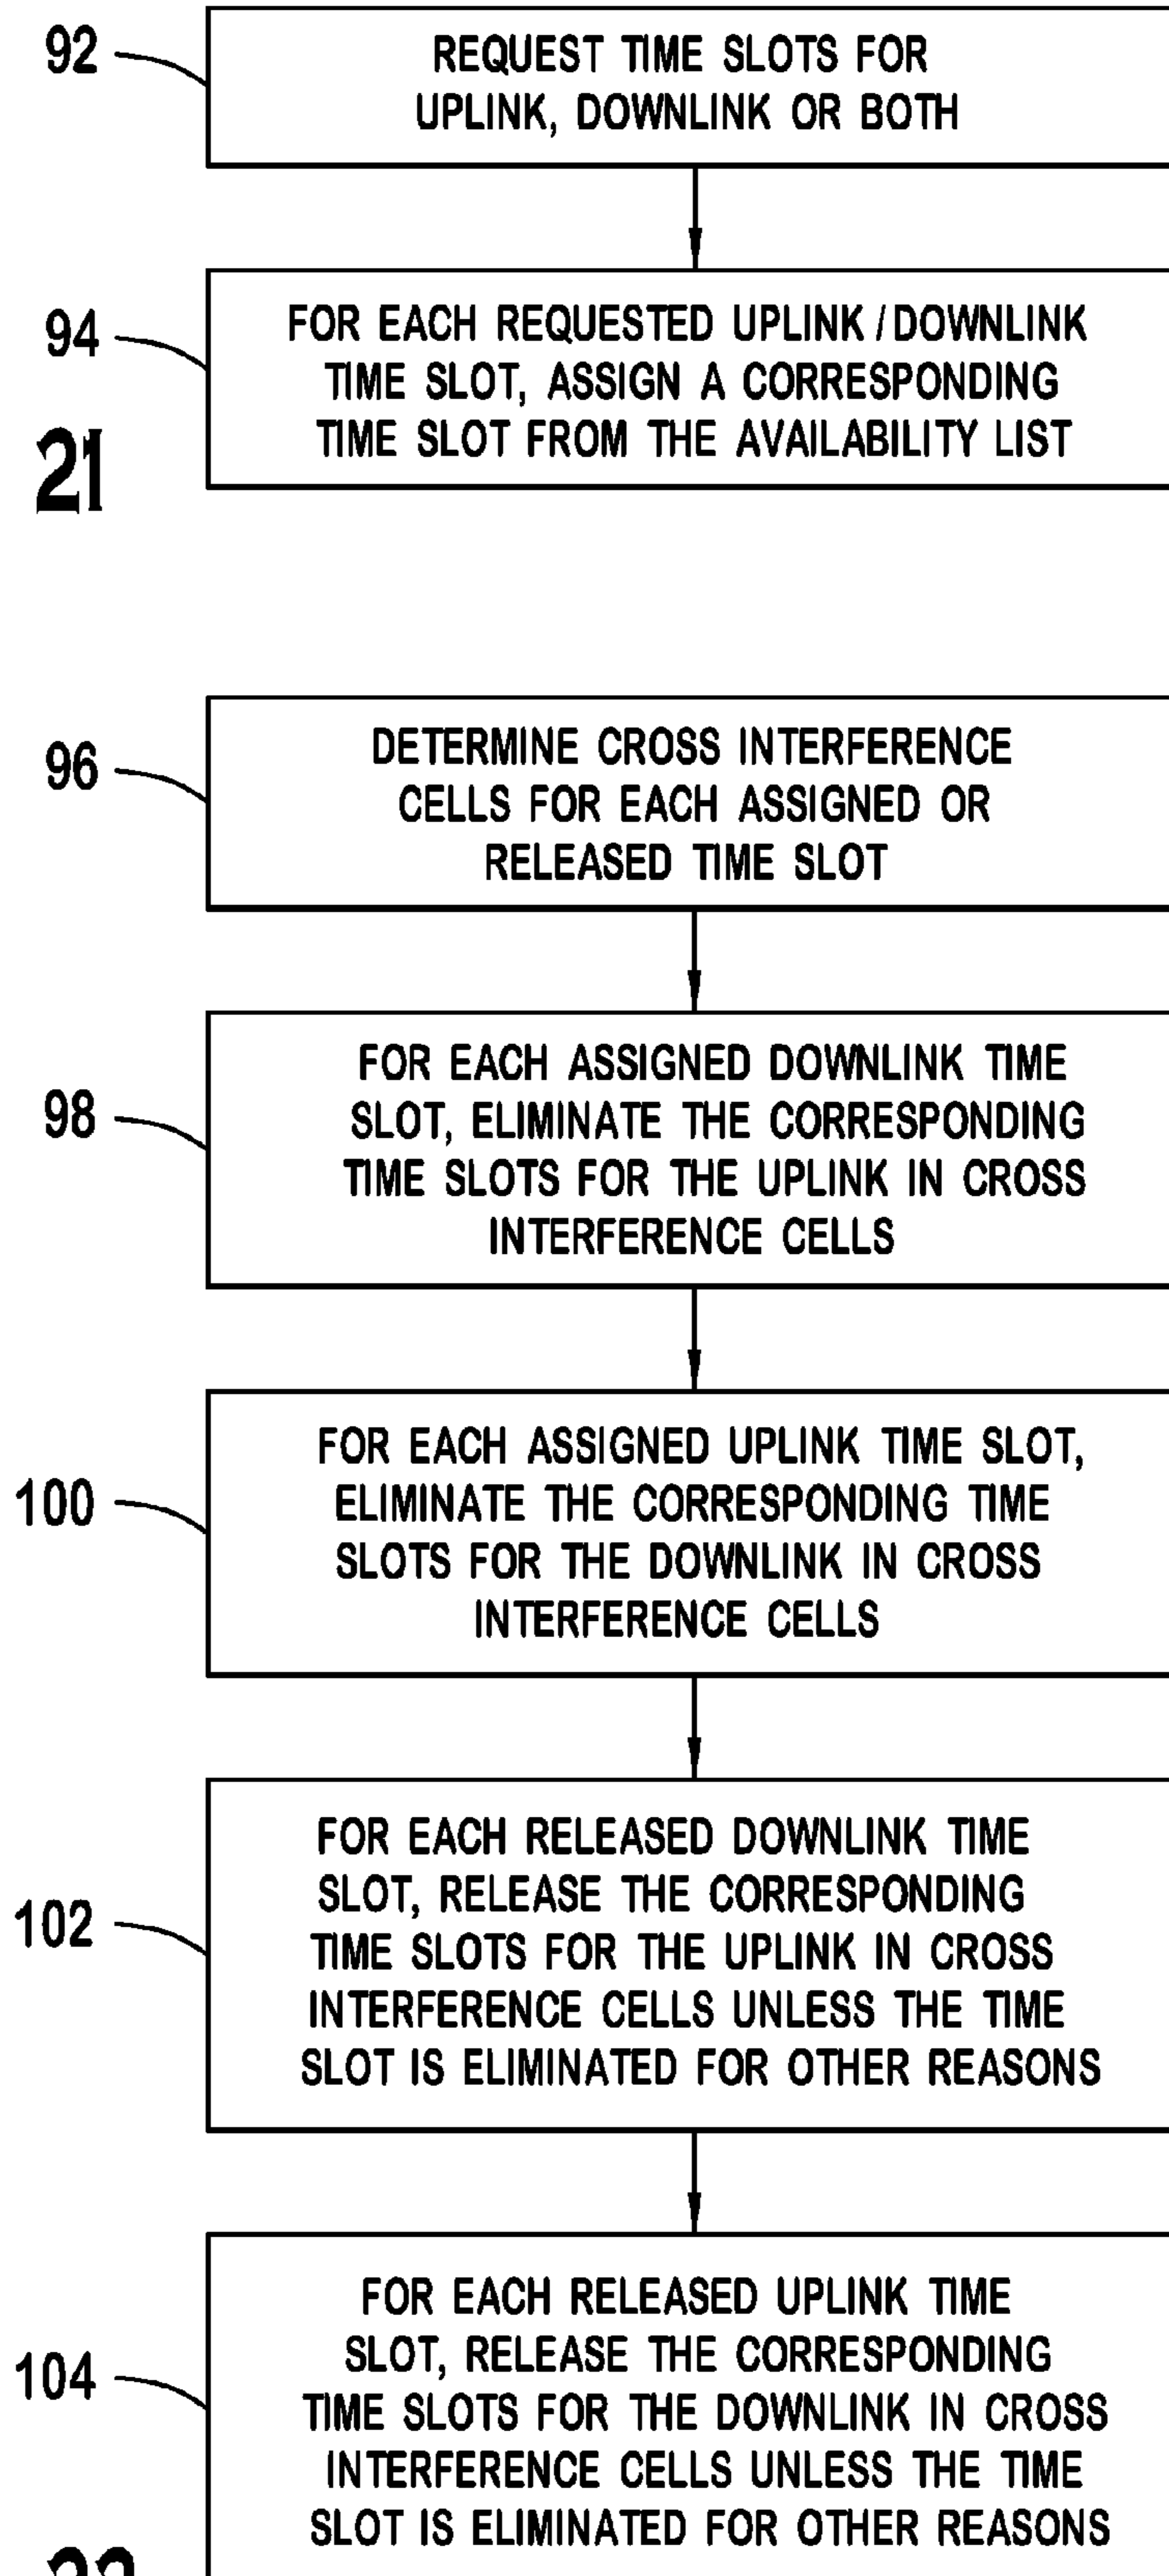 92
REQUEST TIME SLOTS FOR
UPLINK, DOWNLINK OR BOTH
94
FOR EACH REQUESTED UPLINK / DOWNLINK
TIME SLOT, ASSIGN A CORRESPONDING
TIME SLOT FROM THE AVAILABILITY LIST
21
96
DETERMINE CROSS INTERFERENCE
CELLS FOR EACH ASSIGNED OR
RELEASED TIME SLOT
98
FOR EACH ASSIGNED DOWNLINK TIME
SLOT, ELIMINATE THE CORRESPONDING
TIME SLOTS FOR THE UPLINK IN CROSS
INTERFERENCE CELLS
100
FOR EACH ASSIGNED UPLINK TIME SLOT,
ELIMINATE THE CORRESPONDING TIME
SLOTS FOR THE DOWNLINK IN CROSS
INTERFERENCE CELLS
102
FOR EACH RELEASED DOWNLINK TIME
SLOT, RELEASE THE CORRESPONDING
TIME SLOTS FOR THE UPLINK IN CROSS
INTERFERENCE CELLS UNLESS THE TIME
SLOT IS ELIMINATED FOR OTHER REASONS
104
FOR EACH RELEASED UPLINK TIME
SLOT, RELEASE THE CORRESPONDING
TIME SLOTS FOR THE DOWNLINK IN CROSS
INTERFERENCE CELLS UNLESS THE TIME
SLOT IS ELIMINATED FOR OTHER REASONS